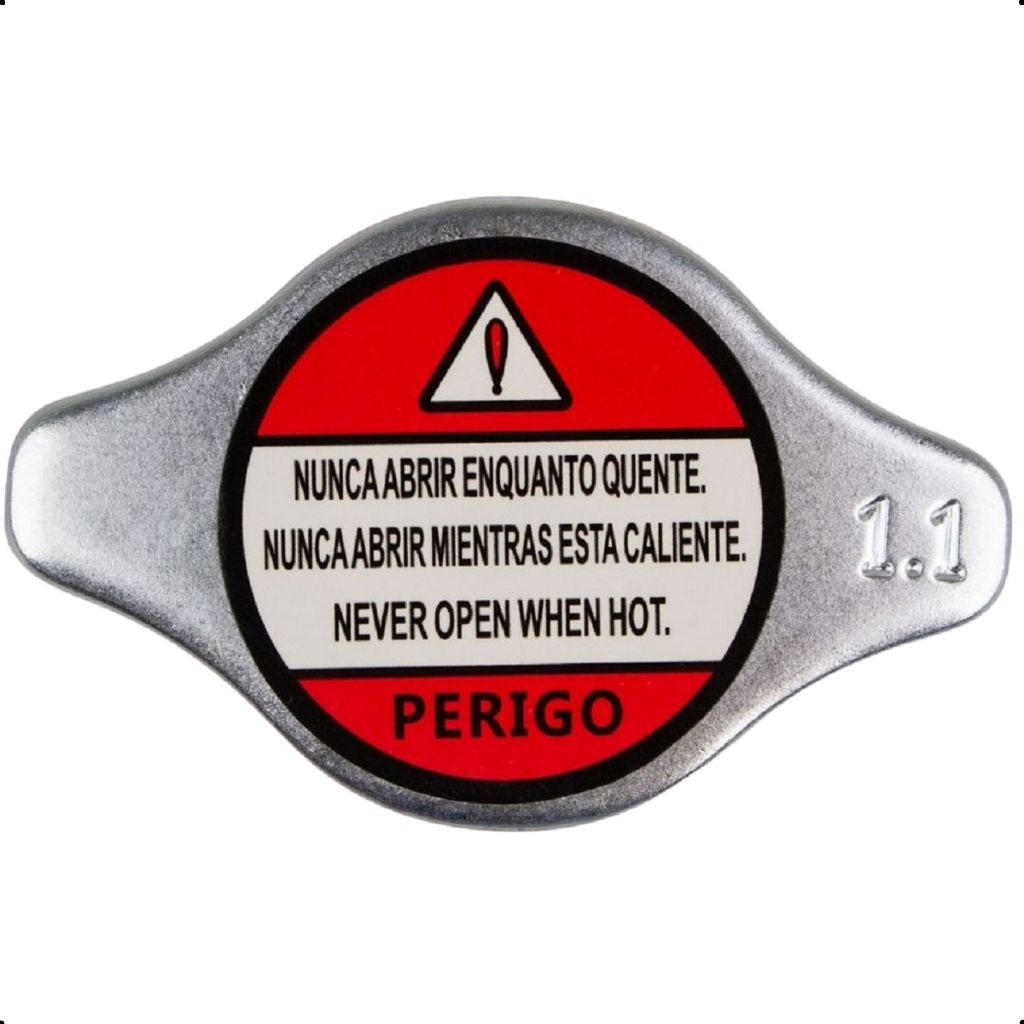 NUNCA ABRIR ENQUANTO QUENTE.
NUNCA ABRIR MIENTRAS ESTA CALIENTE.
NEVER OPEN WHEN HOT.
1.1
PERIGO